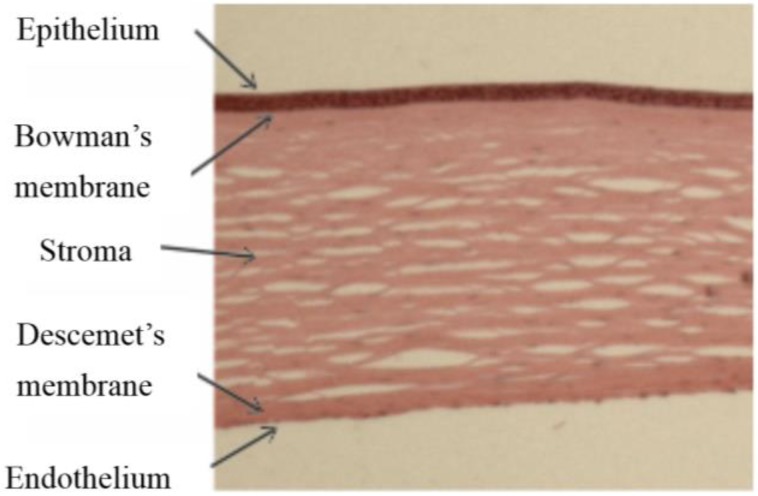 Epithelium
Bowman's
membrane
Stroma
Descemet's
membrane
Endothelium